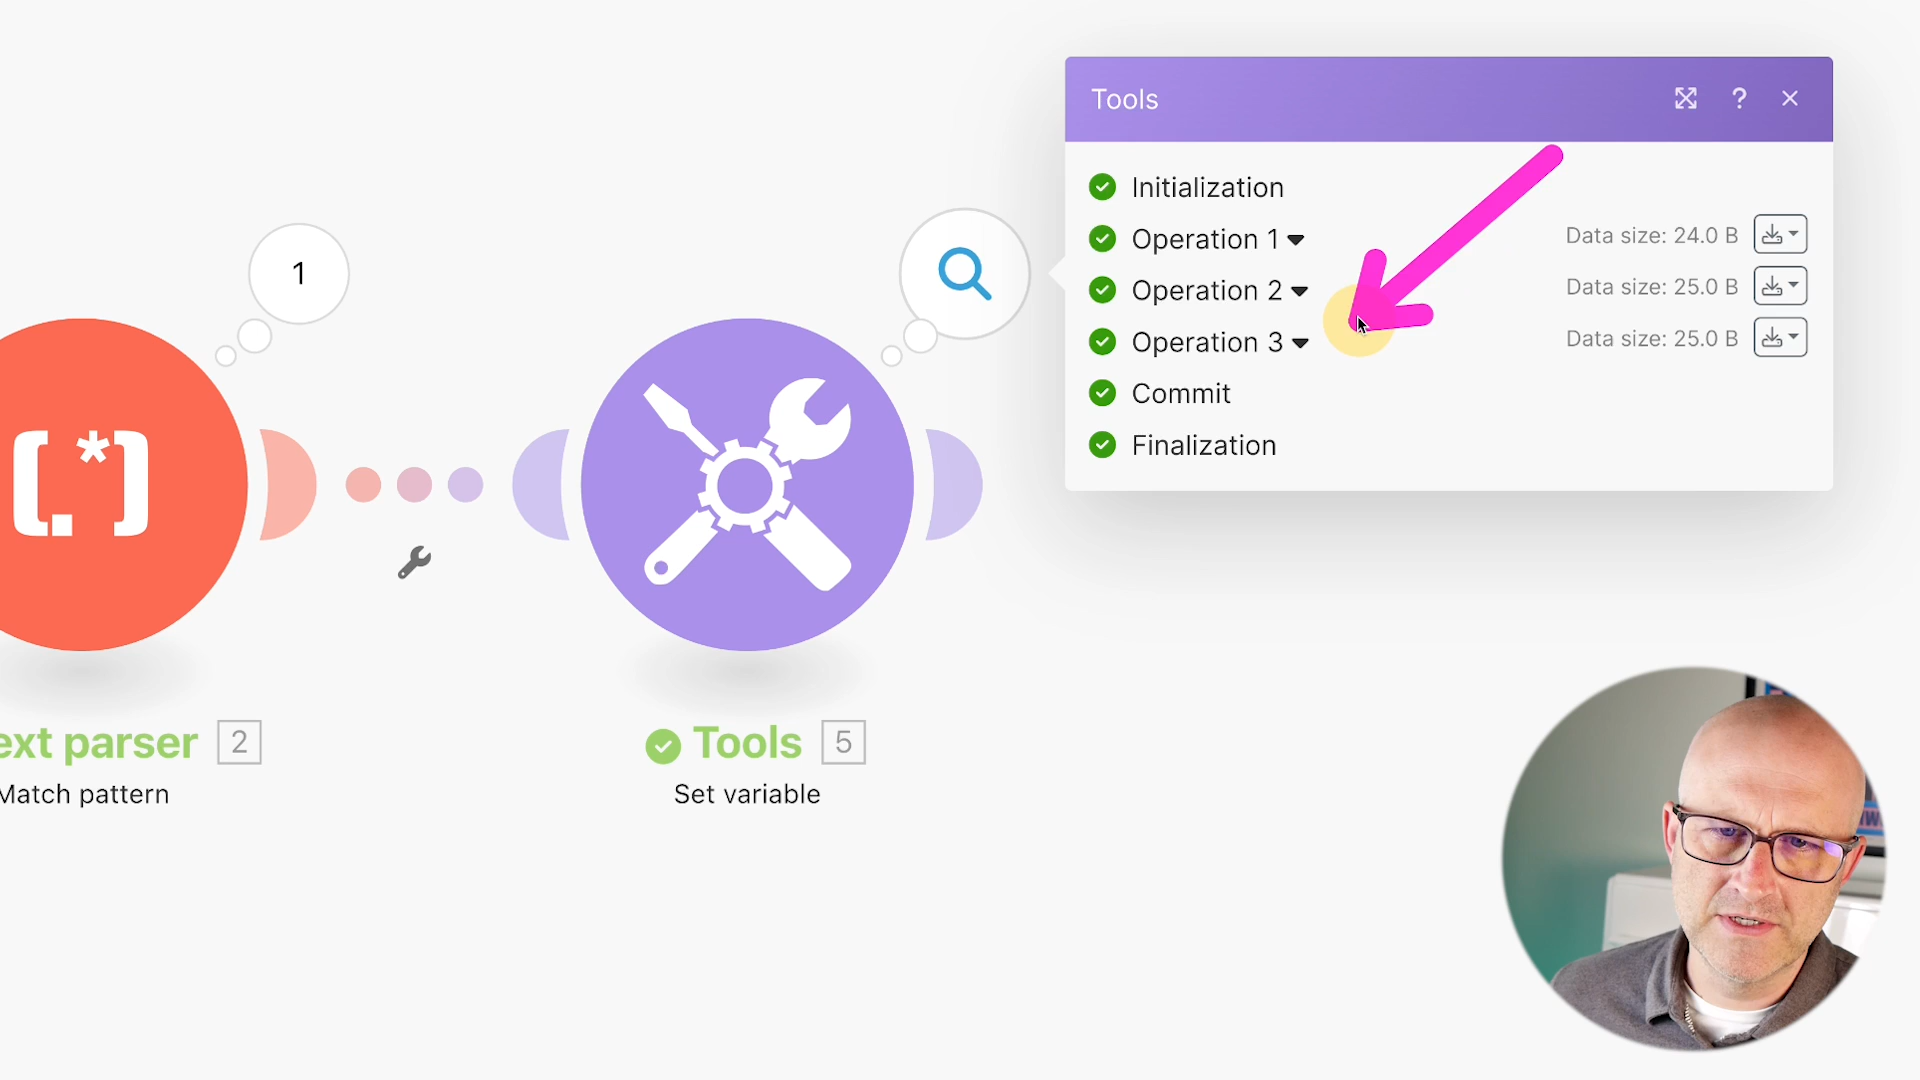 Tools
Initialization
Operation 1
Data size: 24.0 B
Operation 2
Data size: 25.0 B
Operation 3
Data size: 25.0 B
Commit
Finalization
1
[.*]
ext parser 2
Match pattern
Tools 5
Set variable